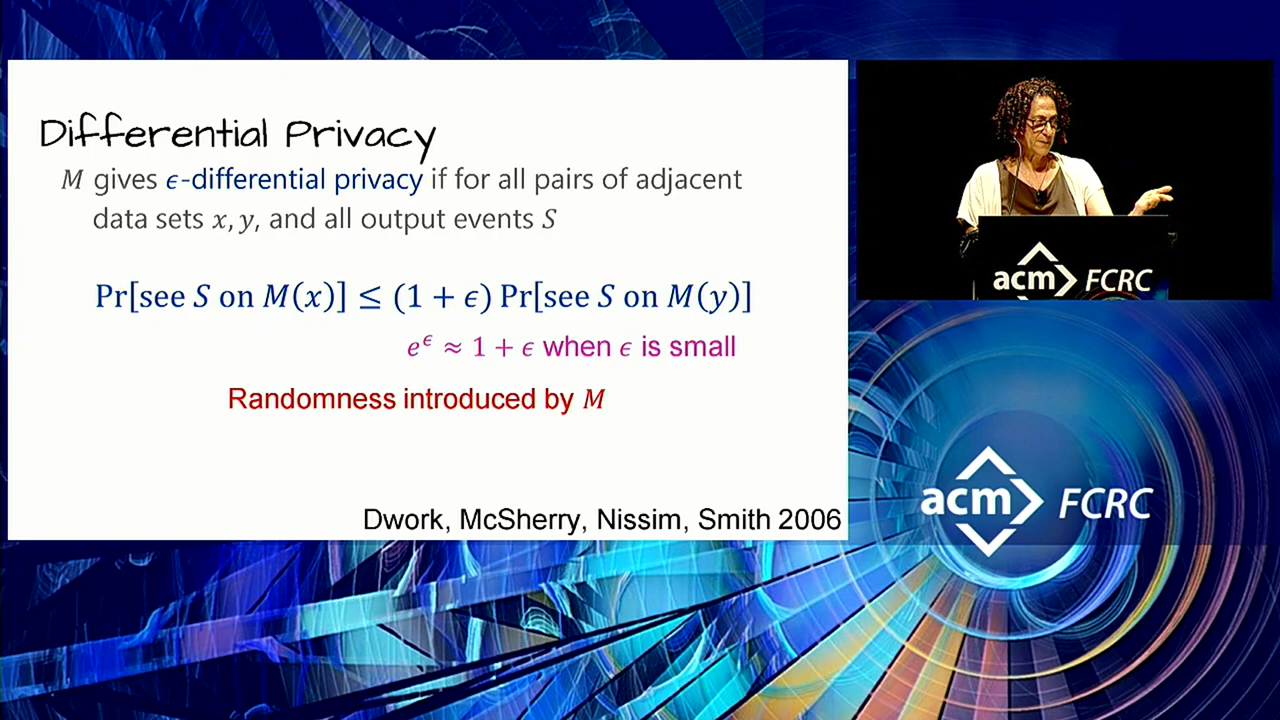 Differential Privacy
M gives ϵ-differential privacy if for all pairs of adjacent
data sets x, y, and all output events S
Pr[see S on M(x)] ≤ (1 + ϵ) Pr[see S on M(y)]
e^ϵ ≈ 1 + ϵ when ϵ is small
Randomness introduced by M
Dwork, McSherry, Nissim, Smith 2006
acm FCRC
acm FCRC